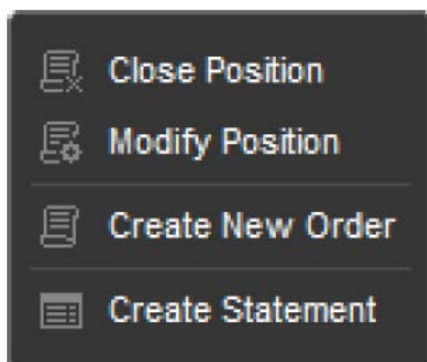 Close Position
Modify Position
Create New Order
Create Statement